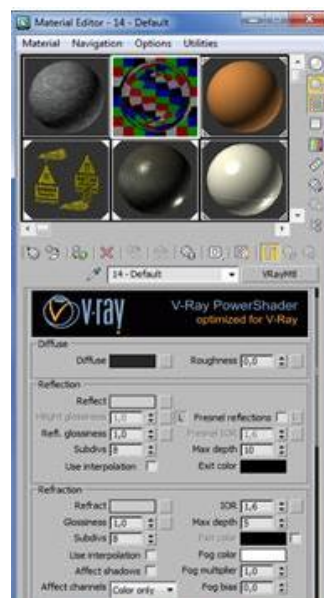 Material Editor - 14 - Default
Material Navigation Options Utilities
14 - Default VRayMtl
v·ray V-Ray PowerShader
optimized for V-Ray
Diffuse
Diffuse Roughness 0,0
Reflection
Reflect
Hilight glossiness 1,0 L Fresnel reflections
Refl. glossiness 1,0 Fresnel IOR 1,6
Subdivs 8 Max depth 10
Use interpolation Exit color
Refraction
Refract IOR 1,6
Glossiness 1,0 Max depth 5
Subdivs 8 Exit color
Use interpolation Fog color
Affect shadows Fog multiplier 1,0
Affect channels Color only Fog bias 0,0